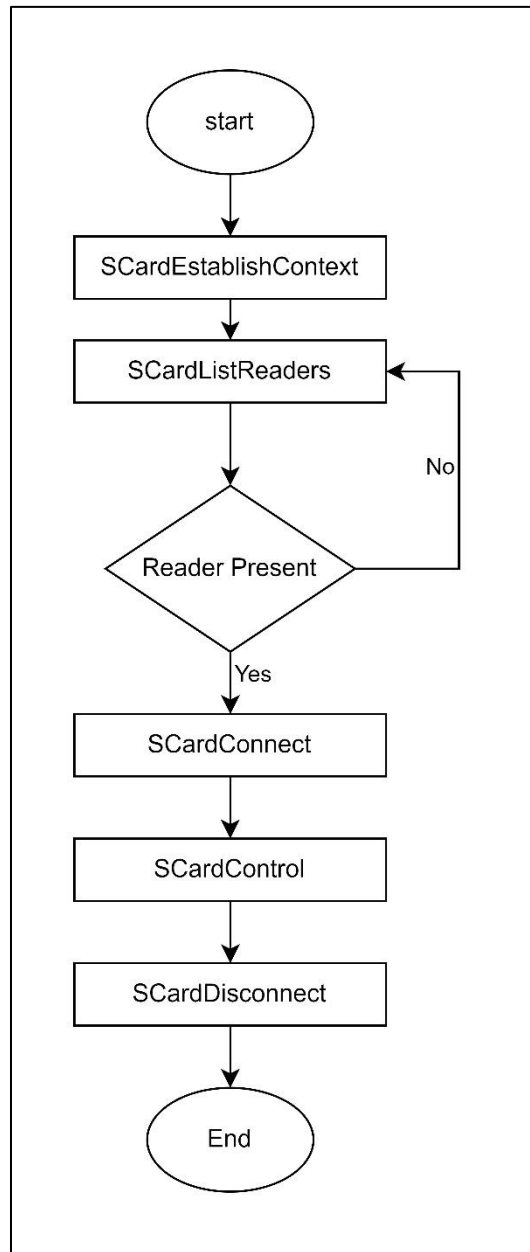 start
SCardEstablishContext
SCardListReaders
No
Reader Present
Yes
SCardConnect
SCardControl
SCardDisconnect
End